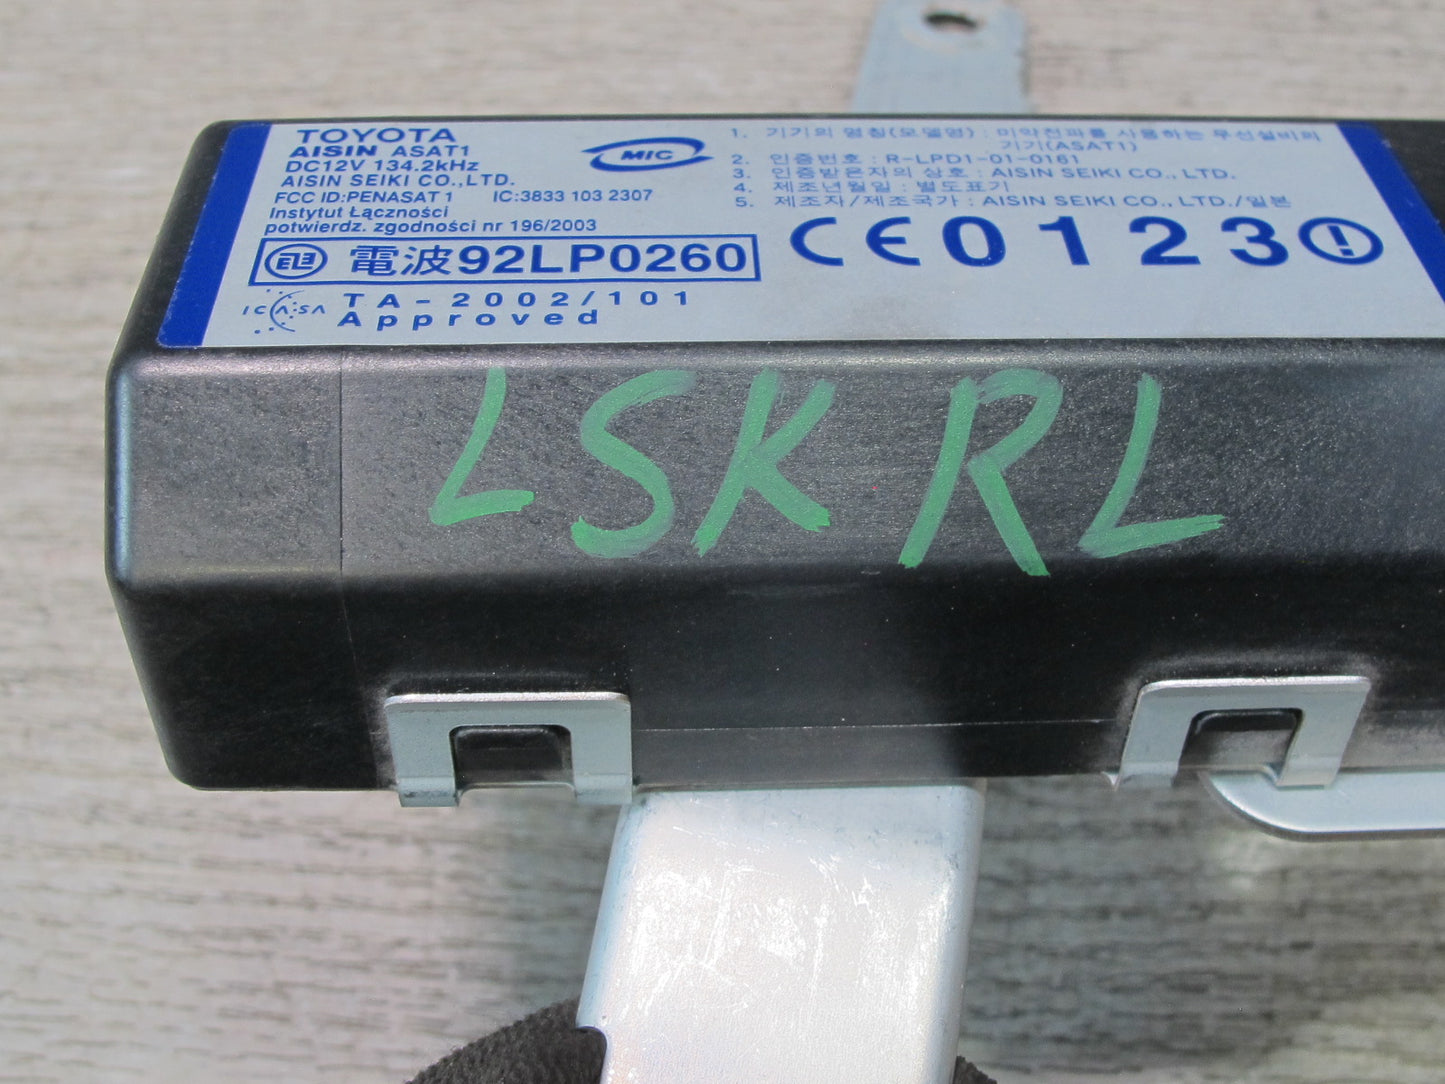 TOYOTA
AISIN ASAT1
DC12V 134.2kHz
AISIN SEIKI CO.,LTD.
FCC ID:PENASAT1 IC:3833 103 2307
Instytut Łączności
potwierdz. zgodności nr 196/2003
電波92LP0260
ICASA TA-2002/101
Approved
MIC
1. 기기의 명칭(모델명) : 미약전파를 사용하는 무선설비의
기기(ASAT1)
2. 인증번호 : R-LPD1-01-0161
3. 인증받은자의 상호 : AISIN SEIKI CO., LTD.
4. 제조년월일 : 별도표기
5. 제조자/제조국가 : AISIN SEIKI CO., LTD./일본
CE0123
LSK RL